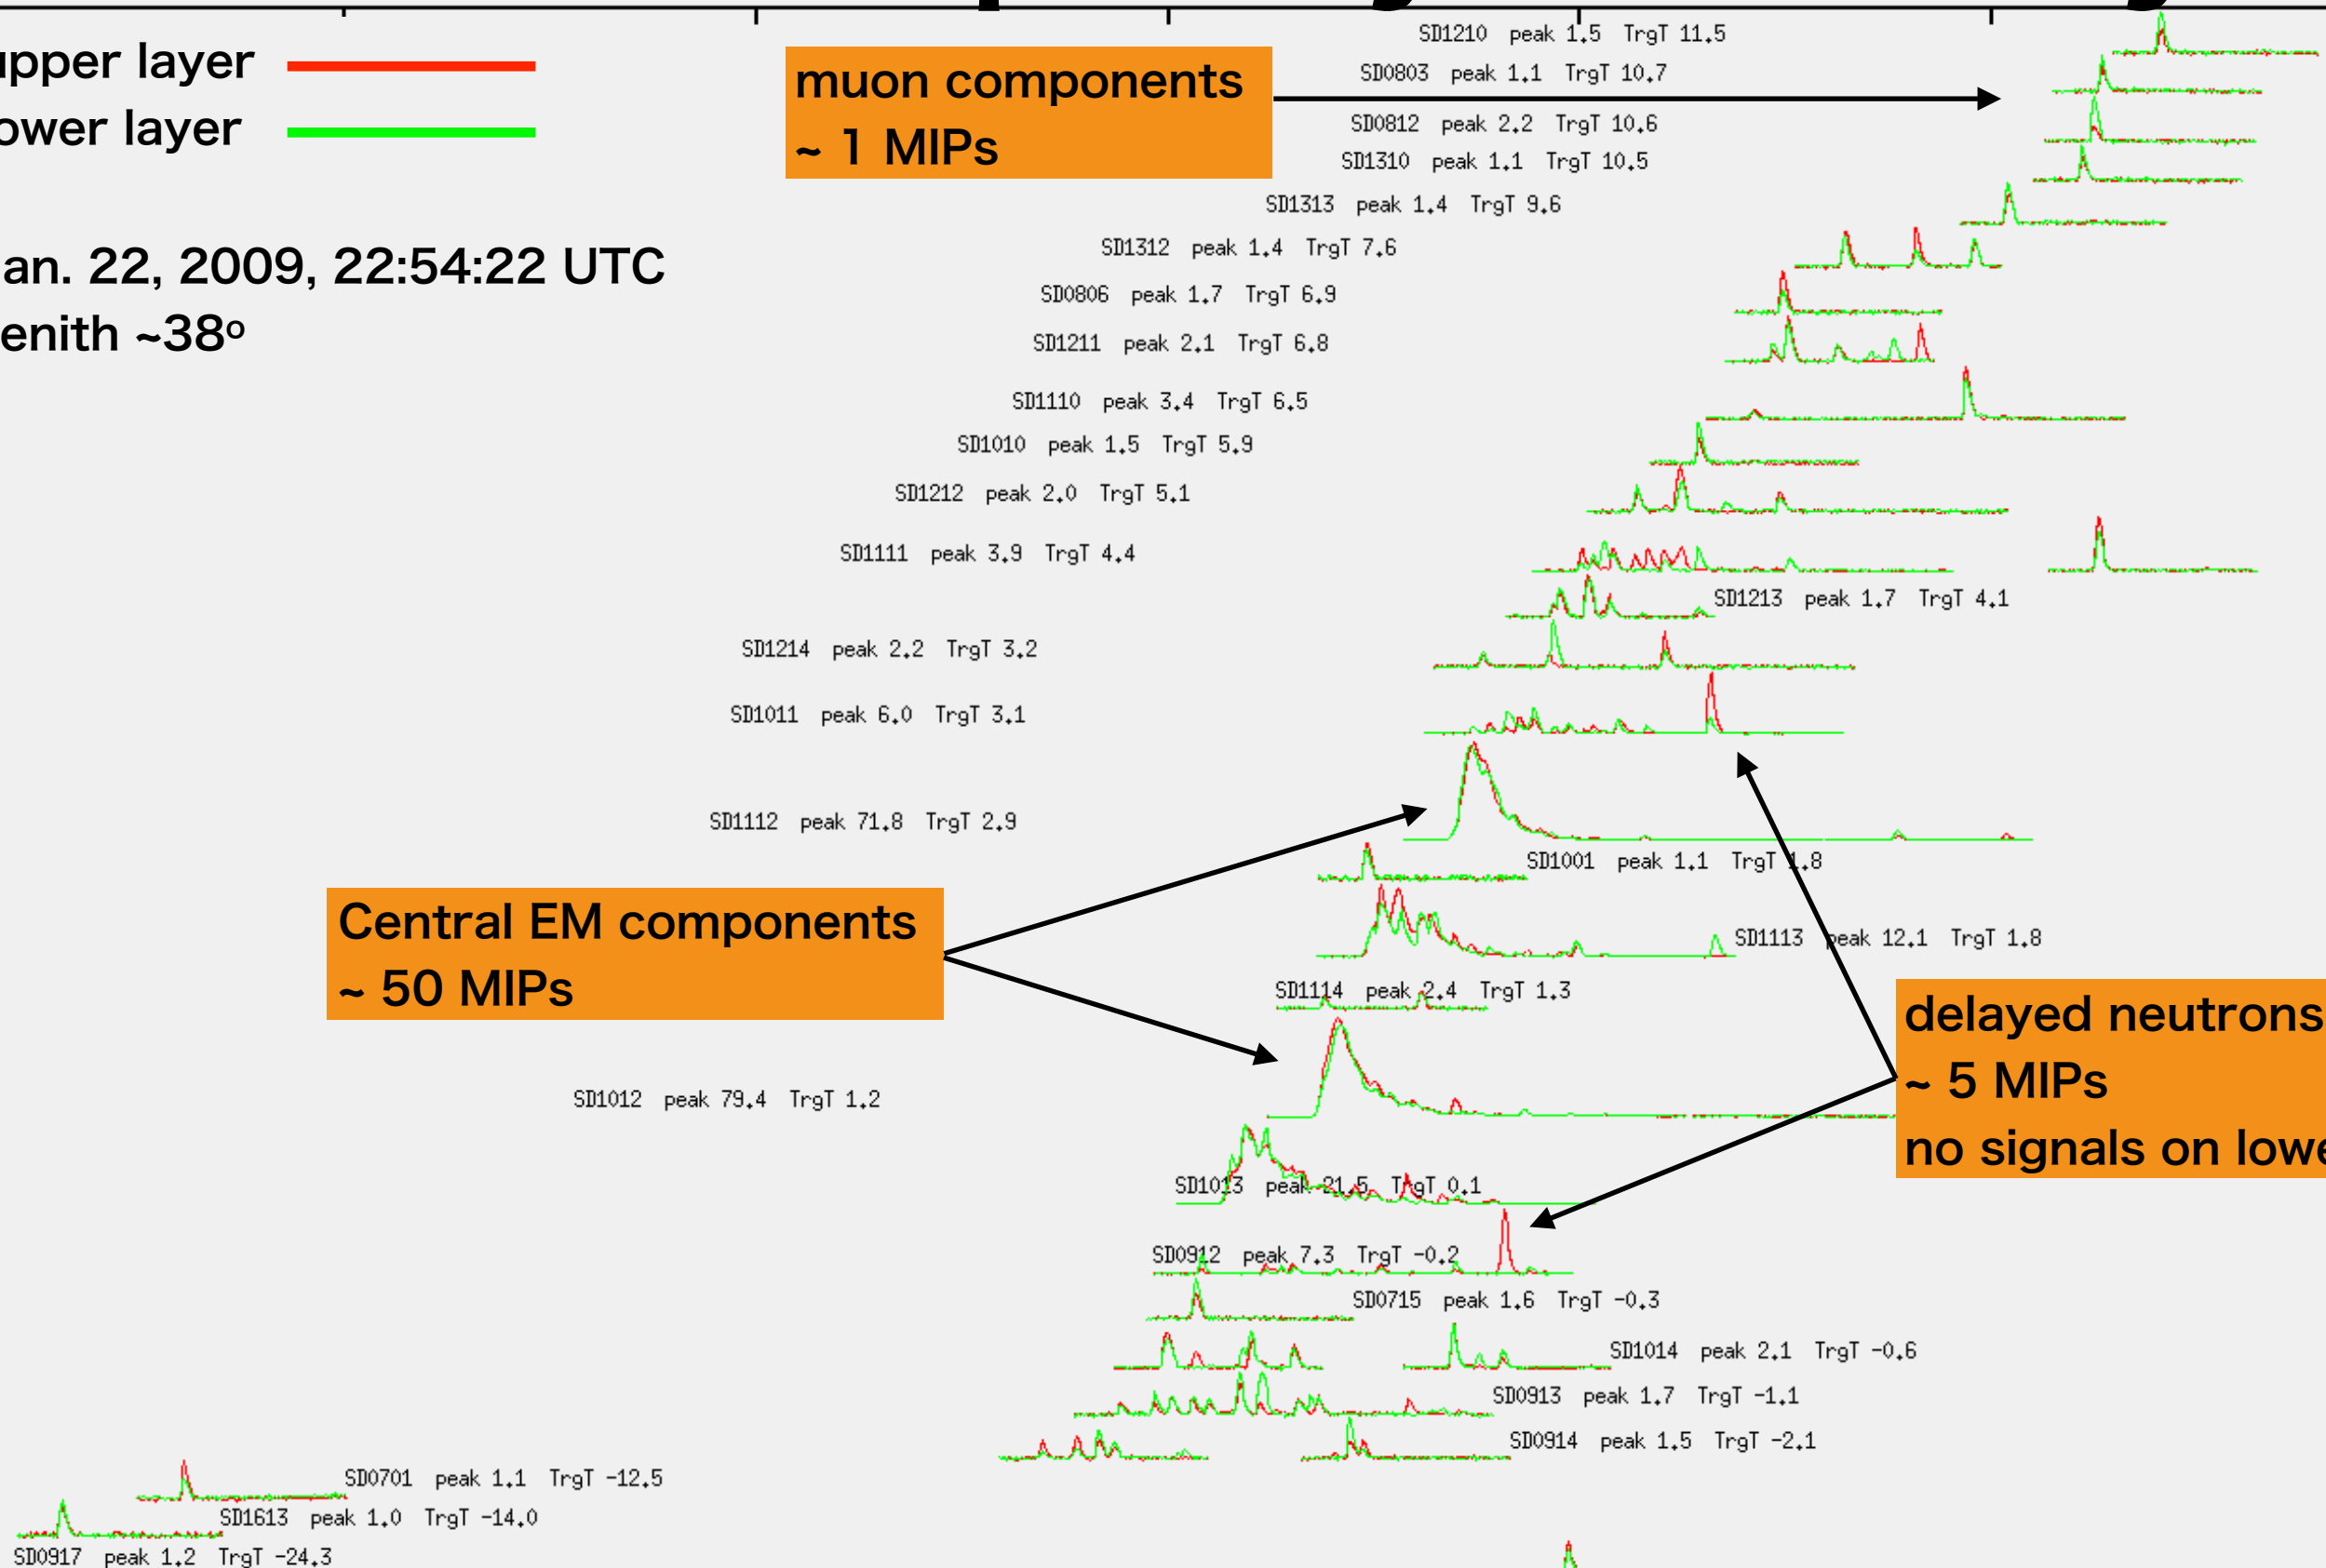 upper layer
lower layer
muon components
~ 1 MIPs
Jan. 22, 2009, 22:54:22 UTC
zenith ~38º
SD1210 peak 1.5 TrgT 11.5
SD0803 peak 1.1 TrgT 10.7
SD0812 peak 2.2 TrgT 10.6
SD1310 peak 1.1 TrgT 10.5
SD1313 peak 1.4 TrgT 9.6
SD1312 peak 1.4 TrgT 7.6
SD0806 peak 1.7 TrgT 6.9
SD1211 peak 2.1 TrgT 6.8
SD1110 peak 3.4 TrgT 6.5
SD1010 peak 1.5 TrgT 5.9
SD1212 peak 2.0 TrgT 5.1
SD1111 peak 3.9 TrgT 4.4
SD1213 peak 1.7 TrgT 4.1
SD1214 peak 2.2 TrgT 3.2
SD1011 peak 6.0 TrgT 3.1
SD1112 peak 71.8 TrgT 2.9
SD1001 peak 1.1 TrgT 1.8
Central EM components
~ 50 MIPs
SD1113 peak 12.1 TrgT 1.8
SD1114 peak 2.4 TrgT 1.3
delayed neutrons
~ 5 MIPs
no signals on lowe
SD1012 peak 79.4 TrgT 1.2
SD1013 peak 21.5 TrgT 0.1
SD0912 peak 7.3 TrgT -0.2
SD0715 peak 1.6 TrgT -0.3
SD1014 peak 2.1 TrgT -0.6
SD0913 peak 1.7 TrgT -1.1
SD0914 peak 1.5 TrgT -2.1
SD0701 peak 1.1 TrgT -12.5
SD1613 peak 1.0 TrgT -14.0
SD0917 peak 1.2 TrgT -24.3